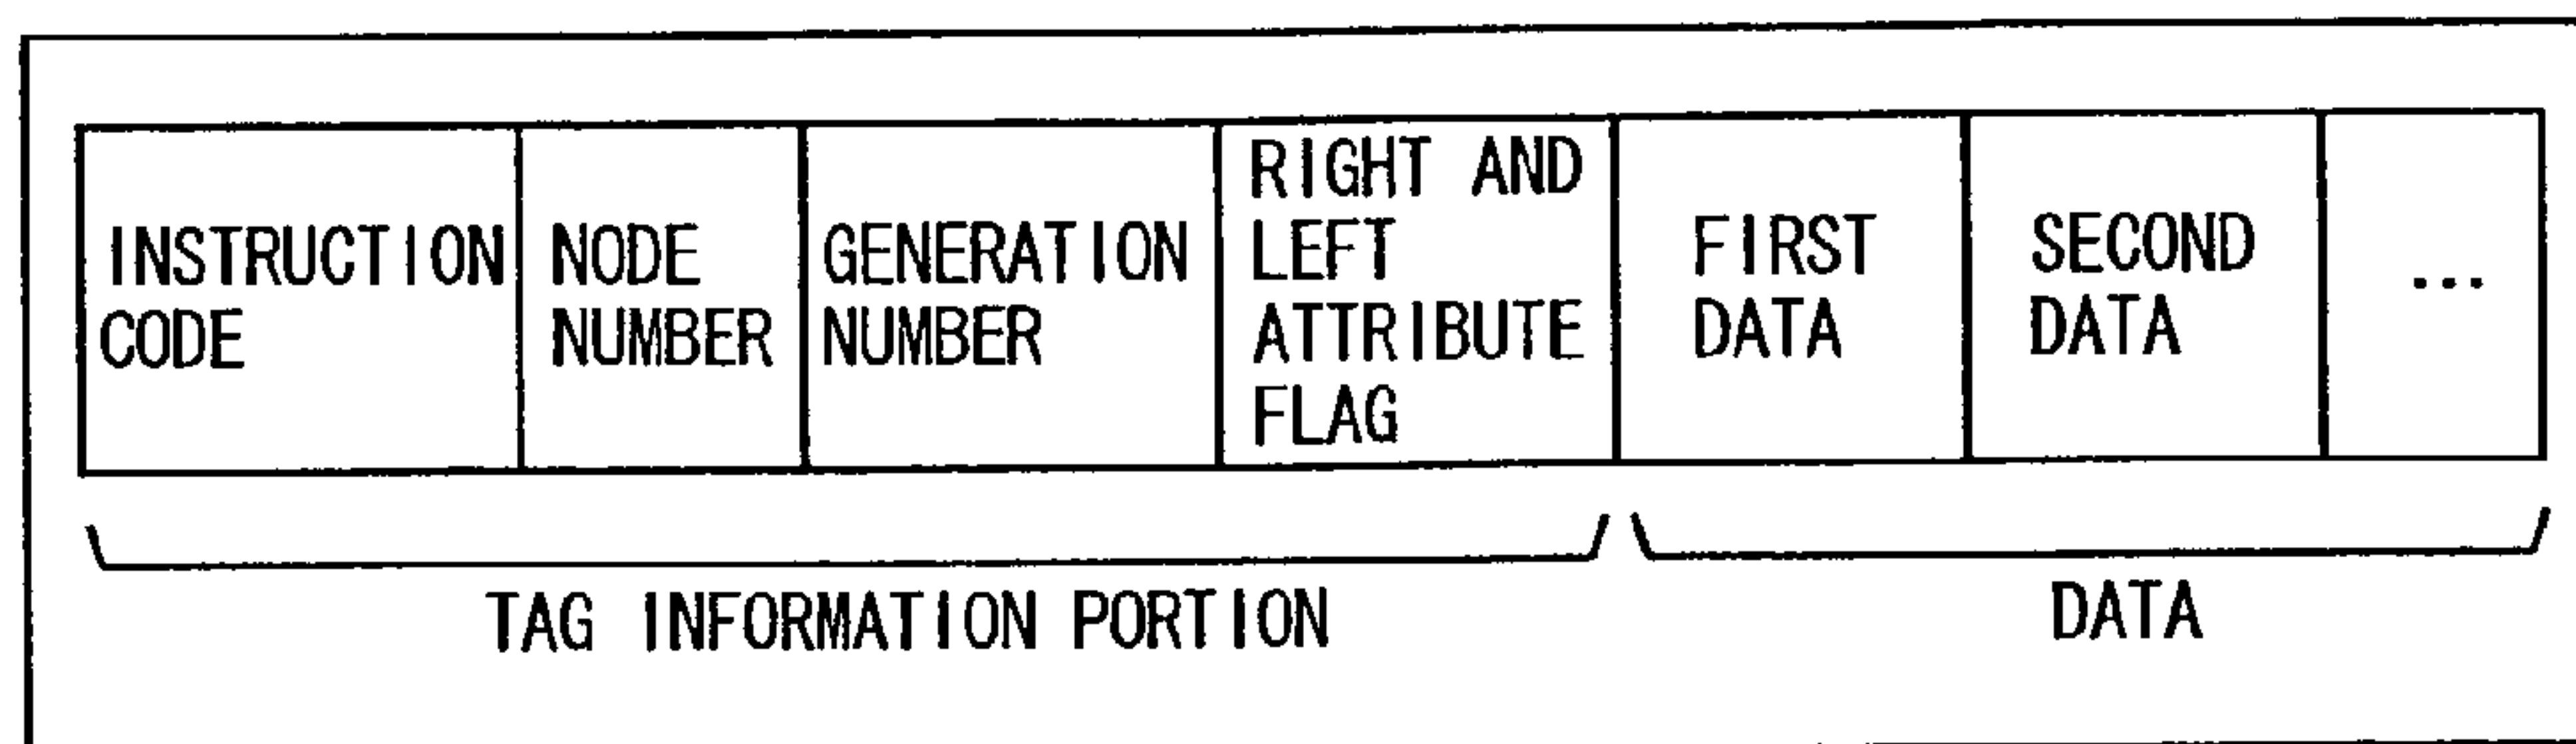 INSTRUCTION
CODE
NODE
NUMBER
GENERATION
NUMBER
RIGHT AND
LEFT
ATTRIBUTE
FLAG
FIRST
DATA
SECOND
DATA
...
TAG INFORMATION PORTION
DATA